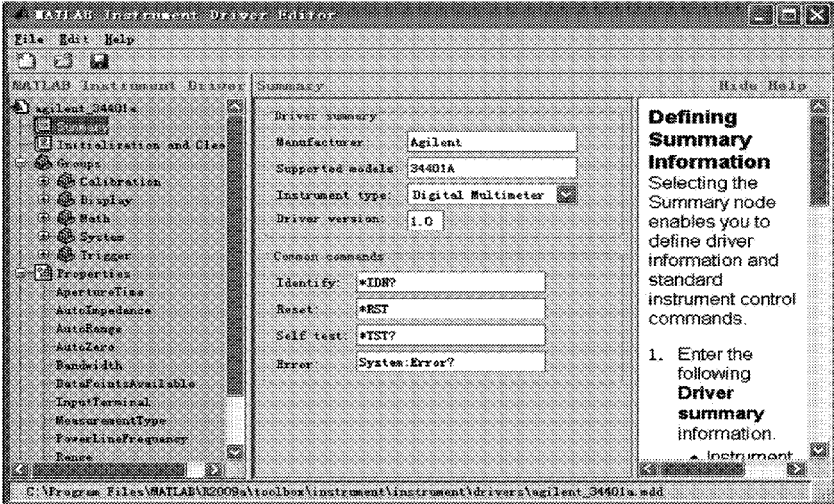 MATLAB Instrument Driver Editor
File Edit Help
MATLAB Instrument Driver
Summary
Hide Help
agilent_34401a
Summary
Initialization and Clea
Groups
Calibration
Display
Math
System
Trigger
Properties
ApertureTime
AutoImpedance
AutoRange
AutoZero
Bandwidth
DataPointsAvailable
InputTerminal
MeasurementType
PowerLineFrequency
Range
Driver summary
Manufacturer Agilent
Supported models: 34401A
Instrument type: Digital Multimeter
Driver version: 1.0
Common commands
Identify: *IDN?
Reset: *RST
Self test: *TST?
Error: System:Error?
Defining
Summary
Information
Selecting the
Summary node
enables you to
define driver
information and
standard
instrument control
commands.
1. Enter the
following
Driver
summary
information.
• Instrument
C:\Program Files\MATLAB\R2009a\toolbox\instrument\instrument\drivers\agilent_34401a.mdd